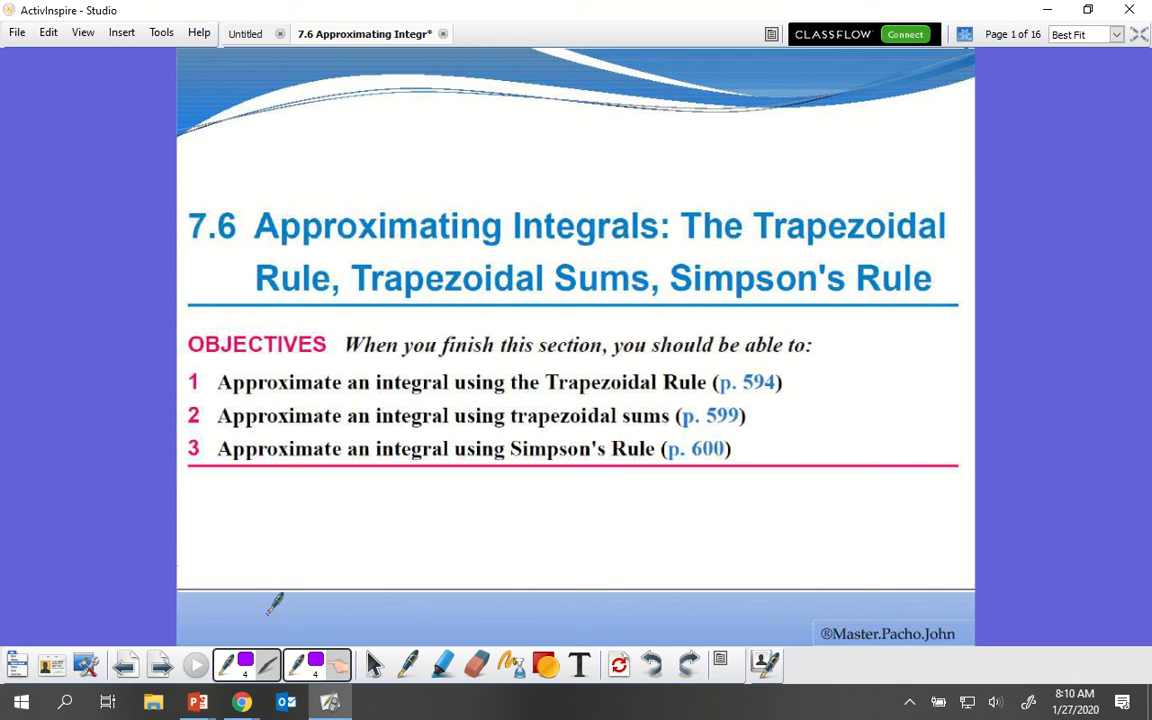 ActivInspire - Studio
File Edit View Insert Tools Help Untitled 7.6 Approximating Integr* CLASSFLOW Connect Page 1 of 16 Best Fit
7.6 Approximating Integrals: The Trapezoidal
Rule, Trapezoidal Sums, Simpson's Rule
OBJECTIVES When you finish this section, you should be able to:
1 Approximate an integral using the Trapezoidal Rule (p. 594)
2 Approximate an integral using trapezoidal sums (p. 599)
3 Approximate an integral using Simpson's Rule (p. 600)
®Master.Pacho.John
4 4 T
8:10 AM
1/27/2020